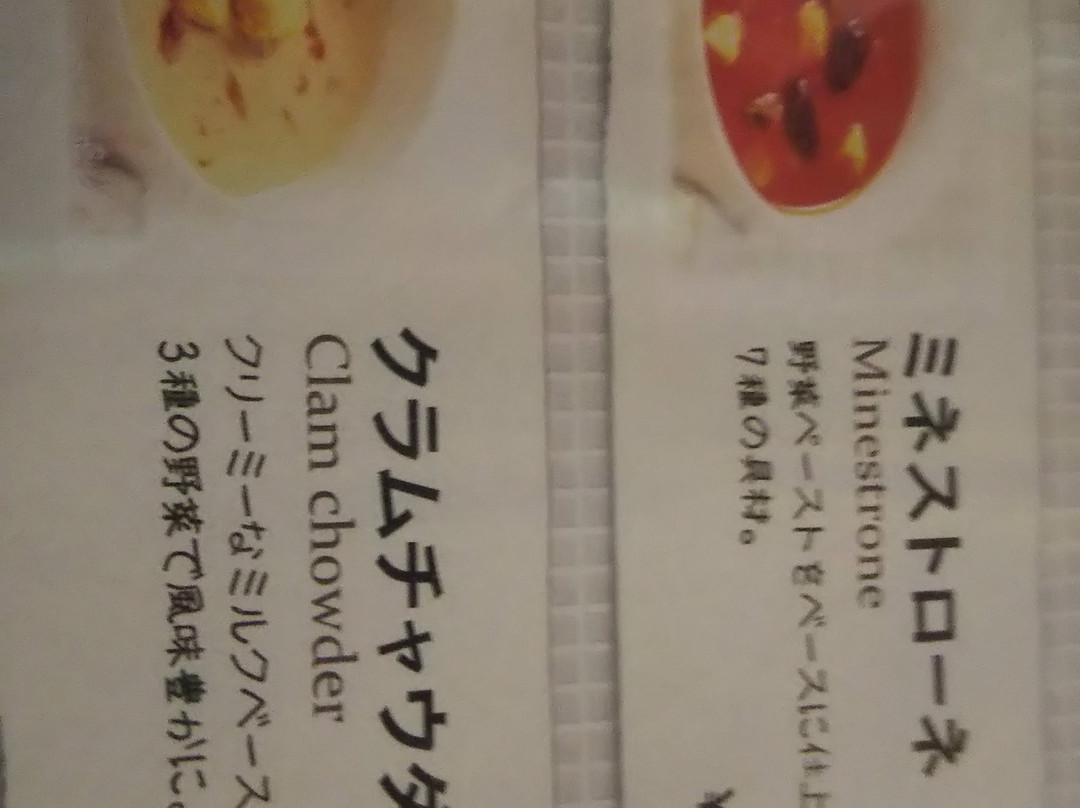 ミネストローネ
Minestrone
野菜ペーストをベースに仕上
7種の具材。
¥
クラムチャウダ
Clam chowder
クリーミーなミルクベース
3種の野菜で風味豊かに。